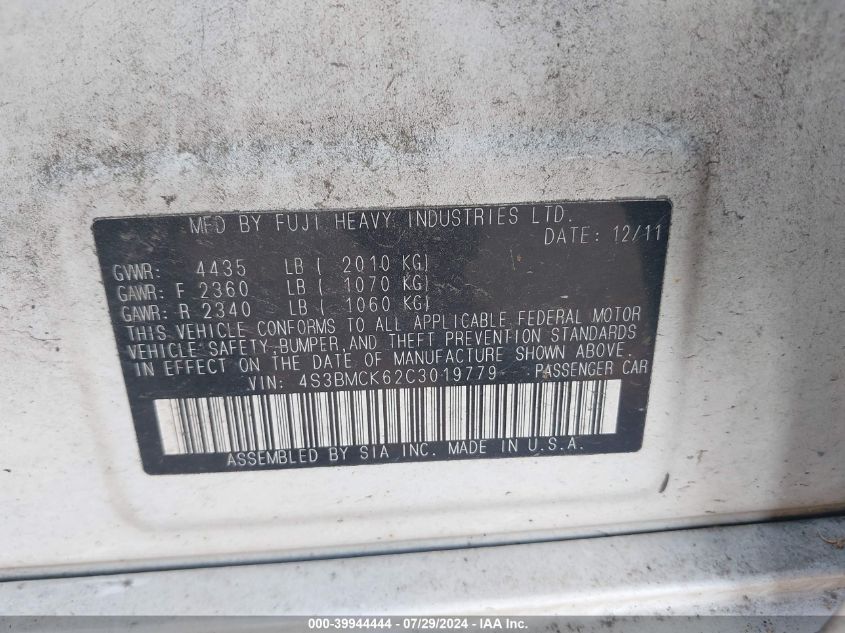 MFD BY FUJI HEAVY INDUSTRIES LTD.
DATE: 12/11
GVWR: 4435 LB ( 2010 KG)
GAWR: F 2360 LB ( 1070 KG)
GAWR: R 2340 LB ( 1060 KG)
THIS VEHICLE CONFORMS TO ALL APPLICABLE FEDERAL MOTOR
VEHICLE SAFETY, BUMPER, AND THEFT PREVENTION STANDARDS
IN EFFECT ON THE DATE OF MANUFACTURE SHOWN ABOVE.
VIN: 4S3BMCK62C3019779 PASSENGER CAR
ASSEMBLED BY SIA INC. MADE IN U.S.A.
11
000-39944444 / 07/29/2024 - IAA Inc.